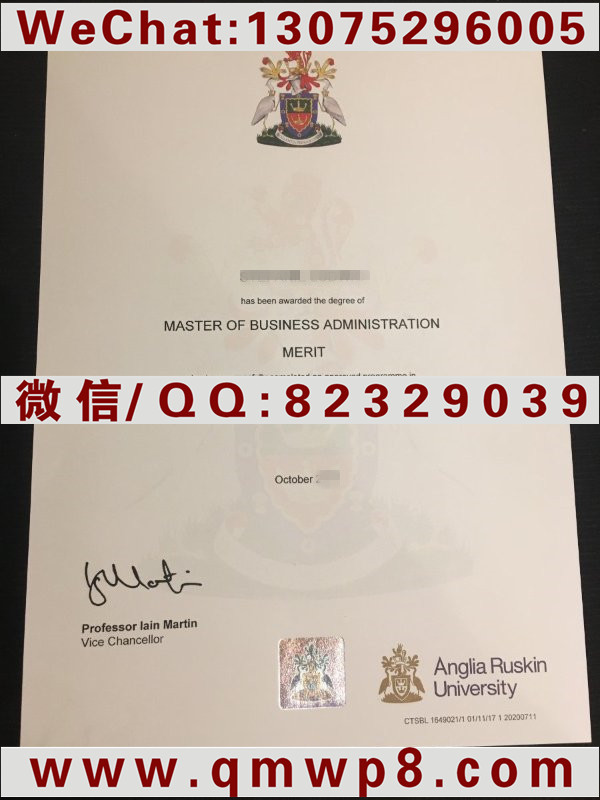 WeChat:13075296005
has been awarded the degree of
MASTER OF BUSINESS ADMINISTRATION
MERIT
微信/QQ:82329039
October
Professor Iain Martin
Vice Chancellor
Anglia Ruskin
University
CTSBL 1649021/1 01/11/17 1 20200711
www.qmwp8.com